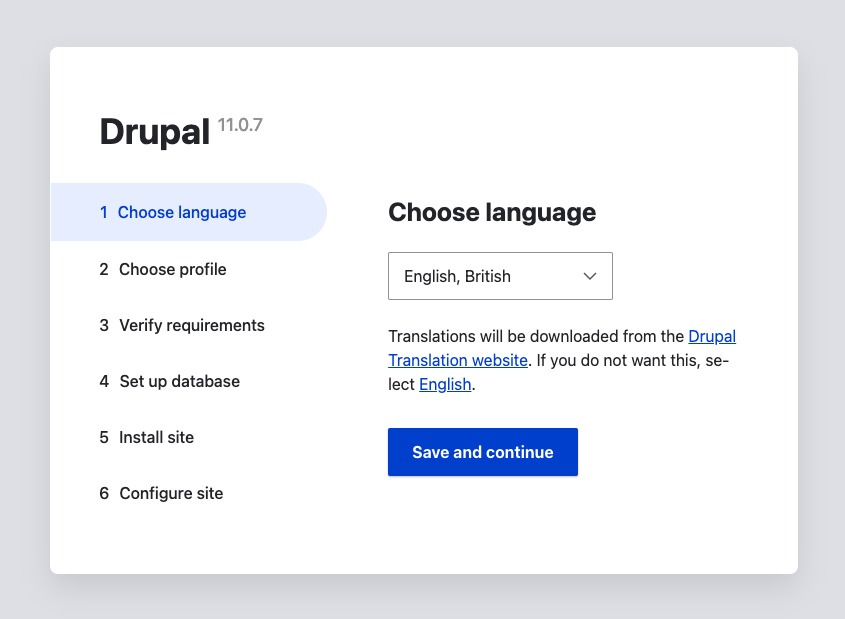 Drupal 11.0.7
1 Choose language
2 Choose profile
3 Verify requirements
4 Set up database
5 Install site
6 Configure site
Choose language
English, British
Translations will be downloaded from the Drupal
Translation website. If you do not want this, se-
lect English.
Save and continue